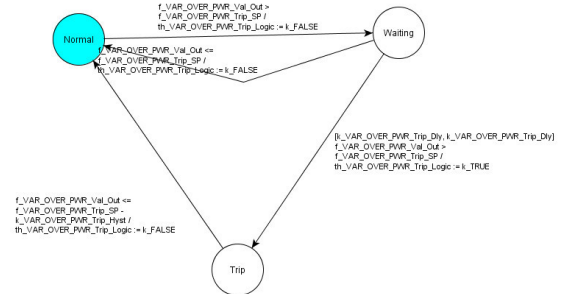 f_VAR_OVER_PWR_Val_Out >
f_VAR_OVER_PWR_Trip_SP /
th_VAR_OVER_PWR_Trip_Logic := k_FALSE
Normal
Waiting
f_VAR_OVER_PWR_Val_Out <=
f_VAR_OVER_PWR_Trip_SP /
th_VAR_OVER_PWR_Trip_Logic := k_FALSE
[k_VAR_OVER_PWR_Trip_Dly, k_VAR_OVER_PWR_Trip_Dly]
f_VAR_OVER_PWR_Val_Out >
f_VAR_OVER_PWR_Trip_SP /
th_VAR_OVER_PWR_Trip_Logic := k_TRUE
f_VAR_OVER_PWR_Val_Out <=
f_VAR_OVER_PWR_Trip_SP -
k_VAR_OVER_PWR_Trip_Hyst /
th_VAR_OVER_PWR_Trip_Logic := k_FALSE
Trip